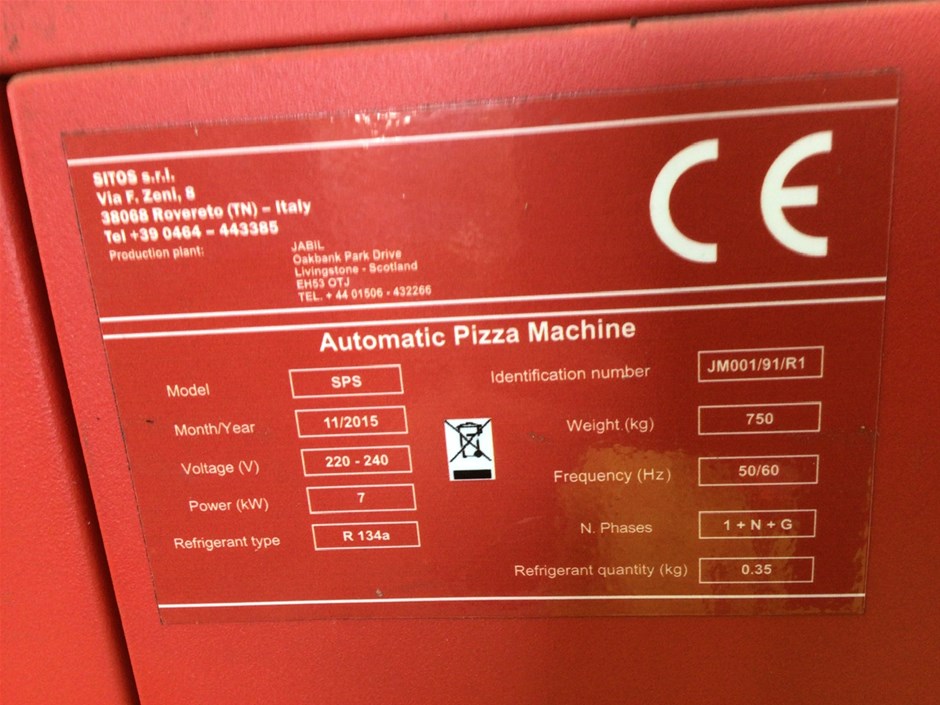 SITOS s.r.l.
Via F. Zeni, 8
38068 Rovereto (TN) – Italy
Tel +39 0464 – 443385
Production plant:
JABIL
Oakbank Park Drive
Livingstone - Scotland
EH53 OTJ
TEL. + 44 01506 - 432266
CE
Automatic Pizza Machine
Model SPS
Identification number JM001/91/R1
Month/Year 11/2015
Weight (kg) 750
Voltage (V) 220 - 240
Frequency (Hz) 50/60
Power (kW) 7
N. Phases 1 + N + G
Refrigerant type R 134a
Refrigerant quantity (kg) 0.35